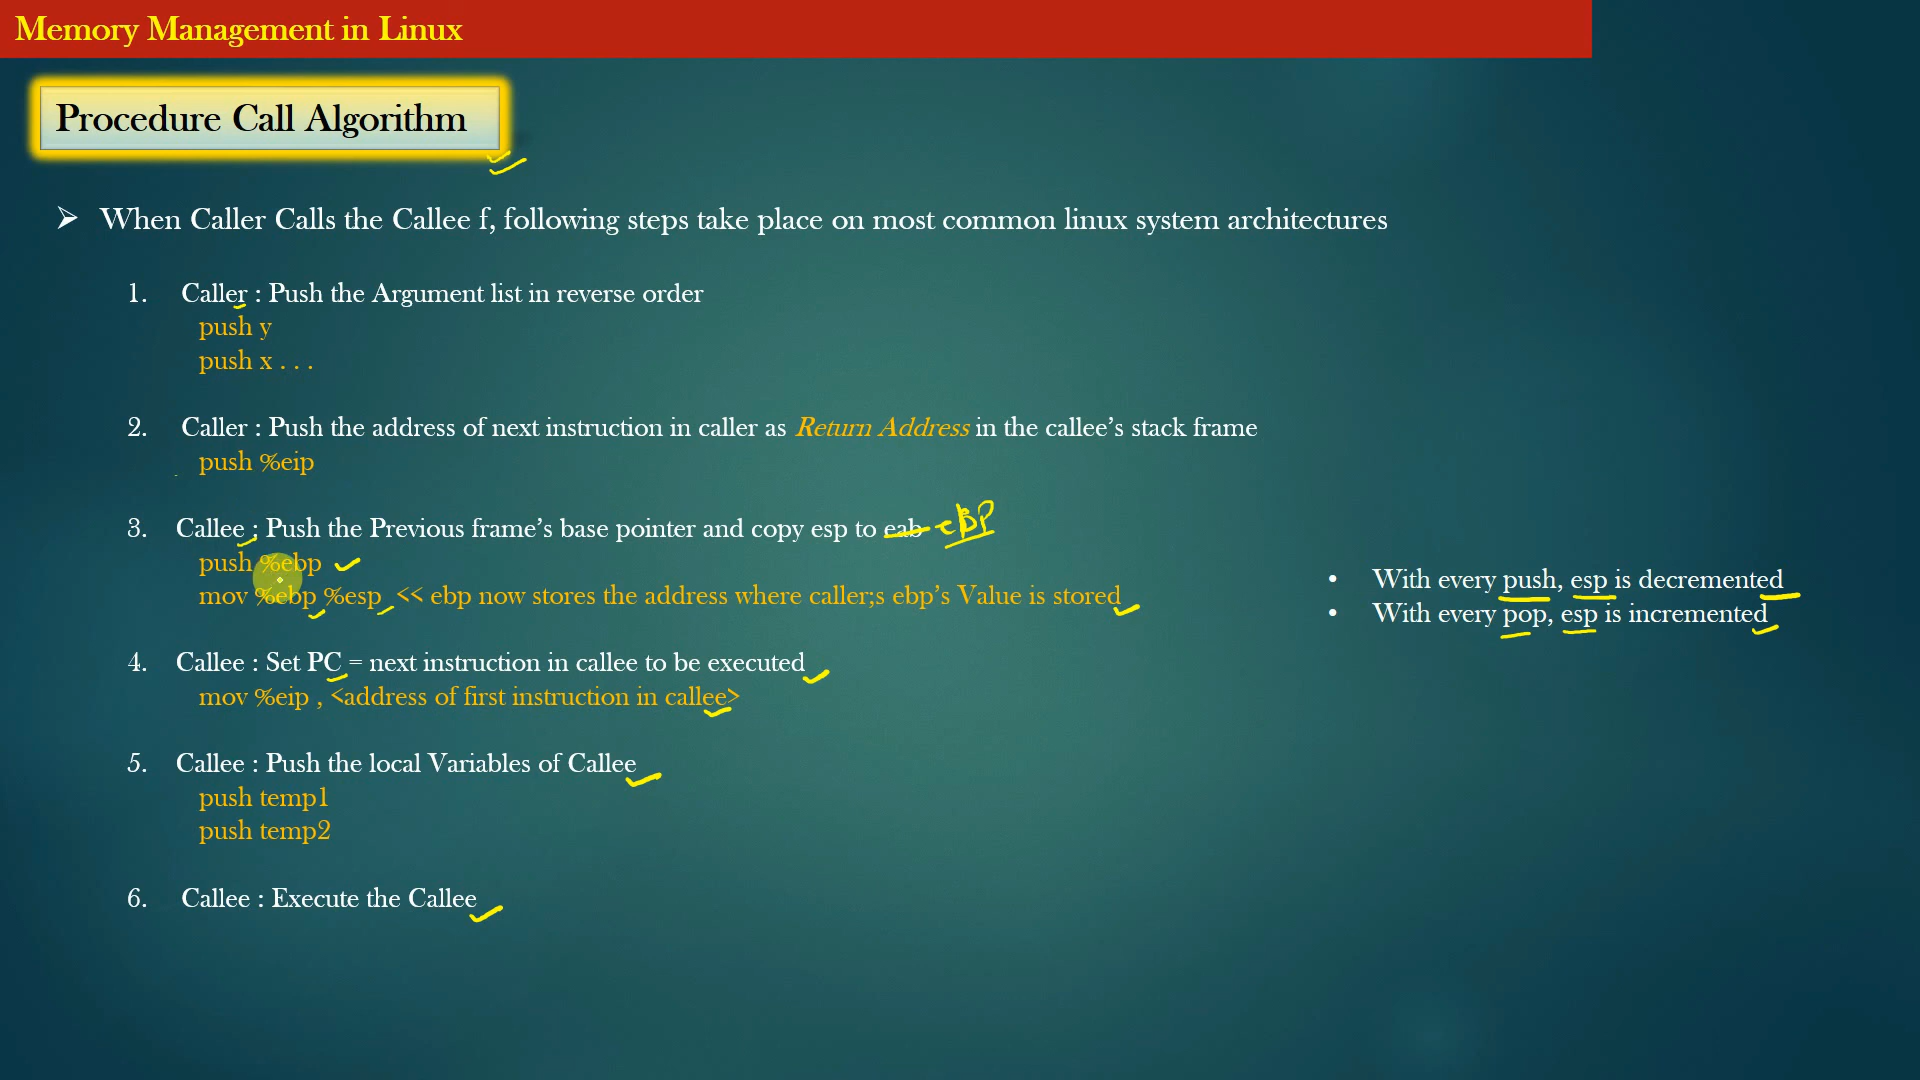 Memory Management in Linux
Procedure Call Algorithm
➢ When Caller Calls the Callee f, following steps take place on most common linux system architectures
1. Caller : Push the Argument list in reverse order
push y
push x . . .
2. Caller : Push the address of next instruction in caller as Return Address in the callee’s stack frame
push %eip
3. Callee : Push the Previous frame’s base pointer and copy esp to eab ebp
push %ebp
mov %ebp %esp << ebp now stores the address where caller;s ebp’s Value is stored
4. Callee : Set PC = next instruction in callee to be executed
mov %eip , <address of first instruction in callee>
5. Callee : Push the local Variables of Callee
push temp1
push temp2
6. Callee : Execute the Callee
• With every push, esp is decremented
• With every pop, esp is incremented